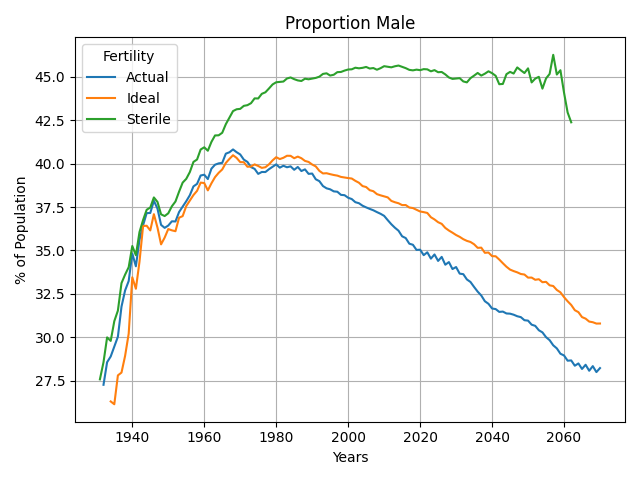 Proportion Male
Fertility
Actual
Ideal
Sterile
% of Population
45.0
42.5
40.0
37.5
35.0
32.5
30.0
27.5
1940 1960 1980 2000 2020 2040 2060
Years